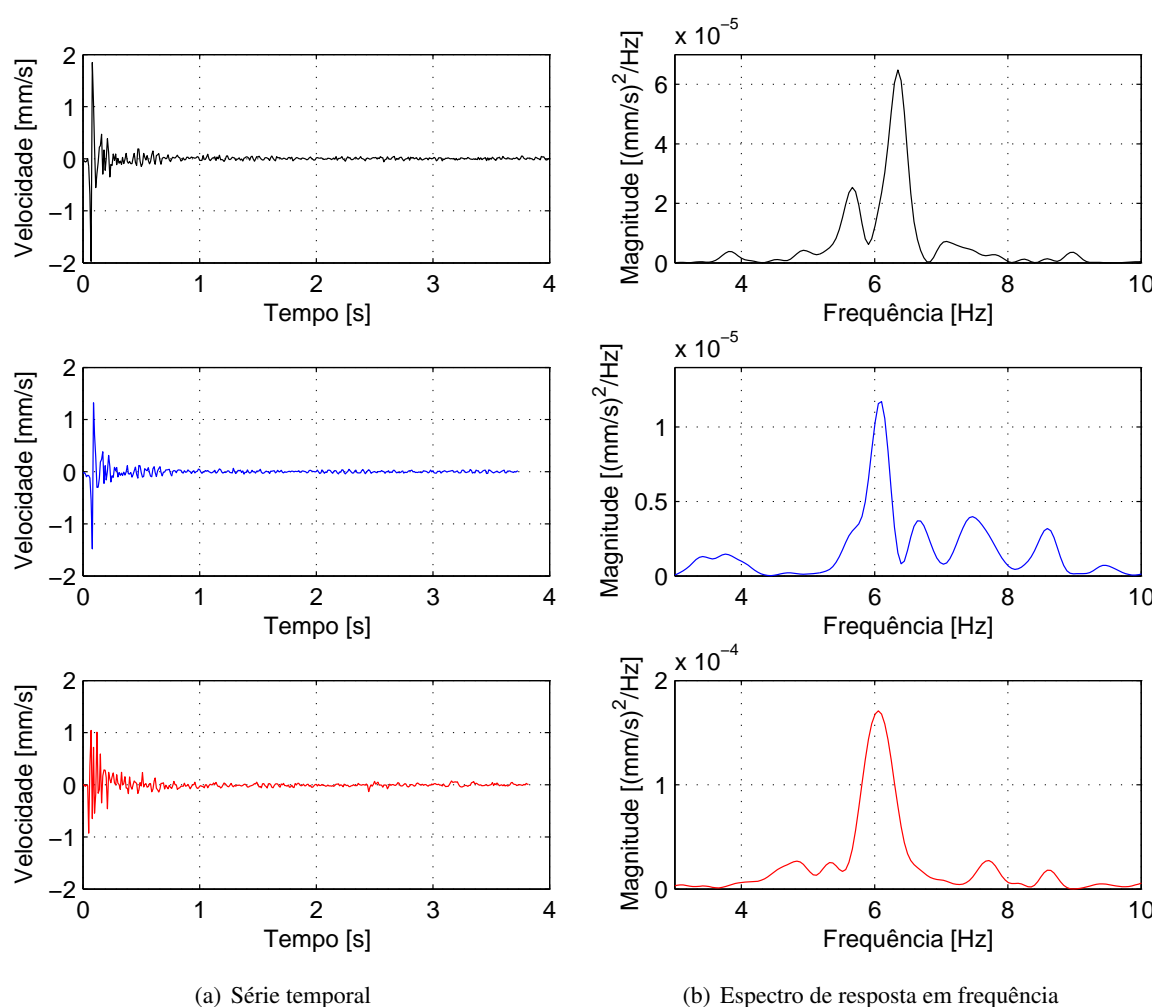 2
1
0
−1
−2
Velocidade [mm/s]
0 1 2 3 4
Tempo [s]
x 10⁻⁵
6
4
2
0
Magnitude [(mm/s)²/Hz]
4 6 8 10
Frequência [Hz]
2
1
0
−1
−2
Velocidade [mm/s]
0 1 2 3 4
Tempo [s]
x 10⁻⁵
1
0.5
0
Magnitude [(mm/s)²/Hz]
4 6 8 10
Frequência [Hz]
2
1
0
−1
−2
Velocidade [mm/s]
0 1 2 3 4
Tempo [s]
x 10⁻⁴
2
1
0
Magnitude [(mm/s)²/Hz]
4 6 8 10
Frequência [Hz]
(a) Série temporal
(b) Espectro de resposta em frequência